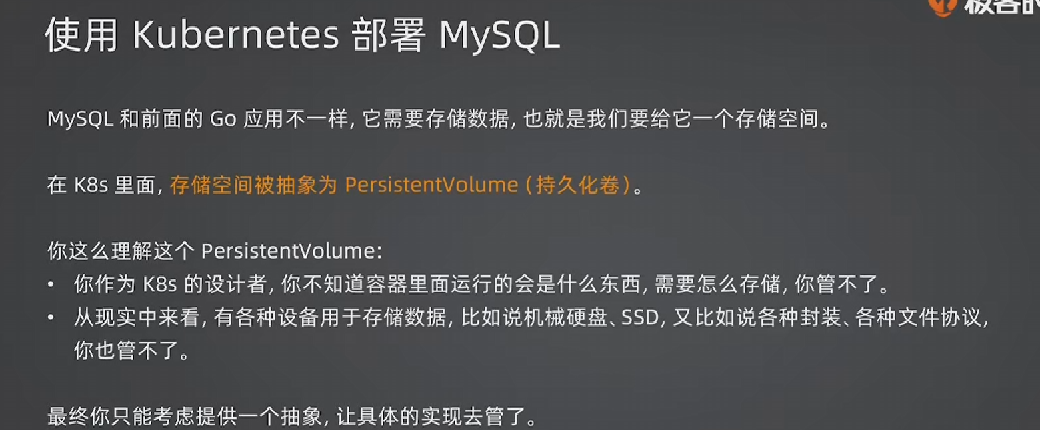 极客时
使用 Kubernetes 部署 MySQL
MySQL 和前面的 Go 应用不一样，它需要存储数据，也就是我们要给它一个存储空间。
在 K8s 里面，存储空间被抽象为 PersistentVolume（持久化卷）。
你这么理解这个 PersistentVolume:
• 你作为 K8s 的设计者，你不知道容器里面运行的会是什么东西，需要怎么存储，你管不了。
• 从现实中来看，有各种设备用于存储数据，比如说机械硬盘、SSD，又比如说各种封装、各种文件协议，
你也管不了。
最终你只能考虑提供一个抽象，让具体的实现去管了。